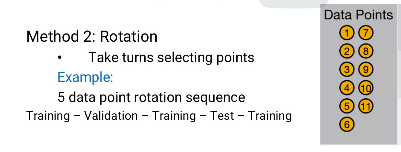 Method 2: Rotation
• Take turns selecting points
Example:
5 data point rotation sequence
Training – Validation – Training – Test – Training
Data Points
1 7
2 8
3 9
4 10
5 11
6